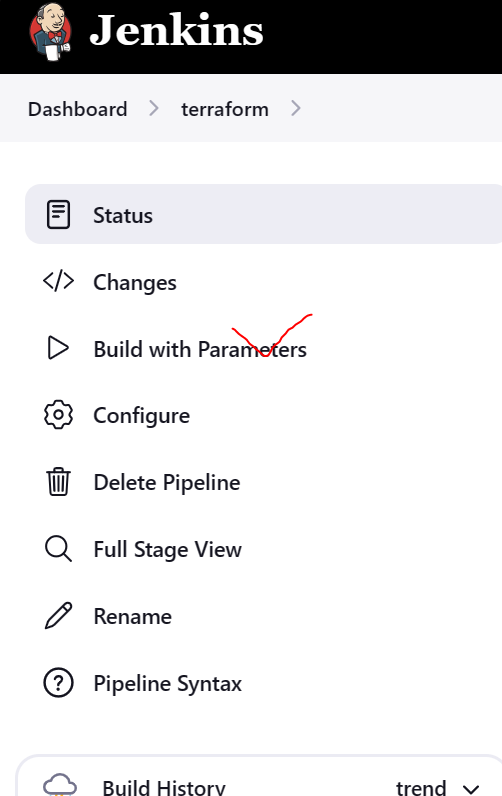 Jenkins
Dashboard
terraform
Status
Changes
Build with Parameters
Configure
Delete Pipeline
Full Stage View
Rename
Pipeline Syntax
Build History
trend